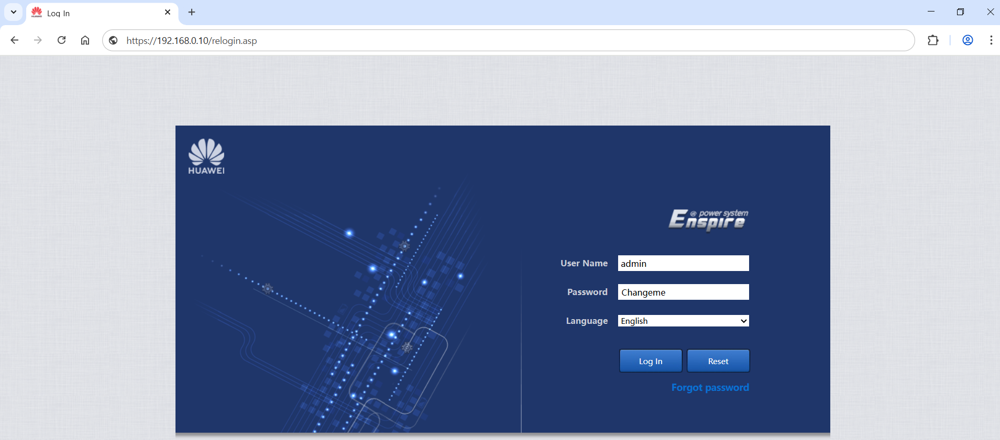 Log In
https://192.168.0.10/relogin.asp
HUAWEI
@ power system
Enspire
User Name admin
Password Changeme
Language English
Log In Reset
Forgot password